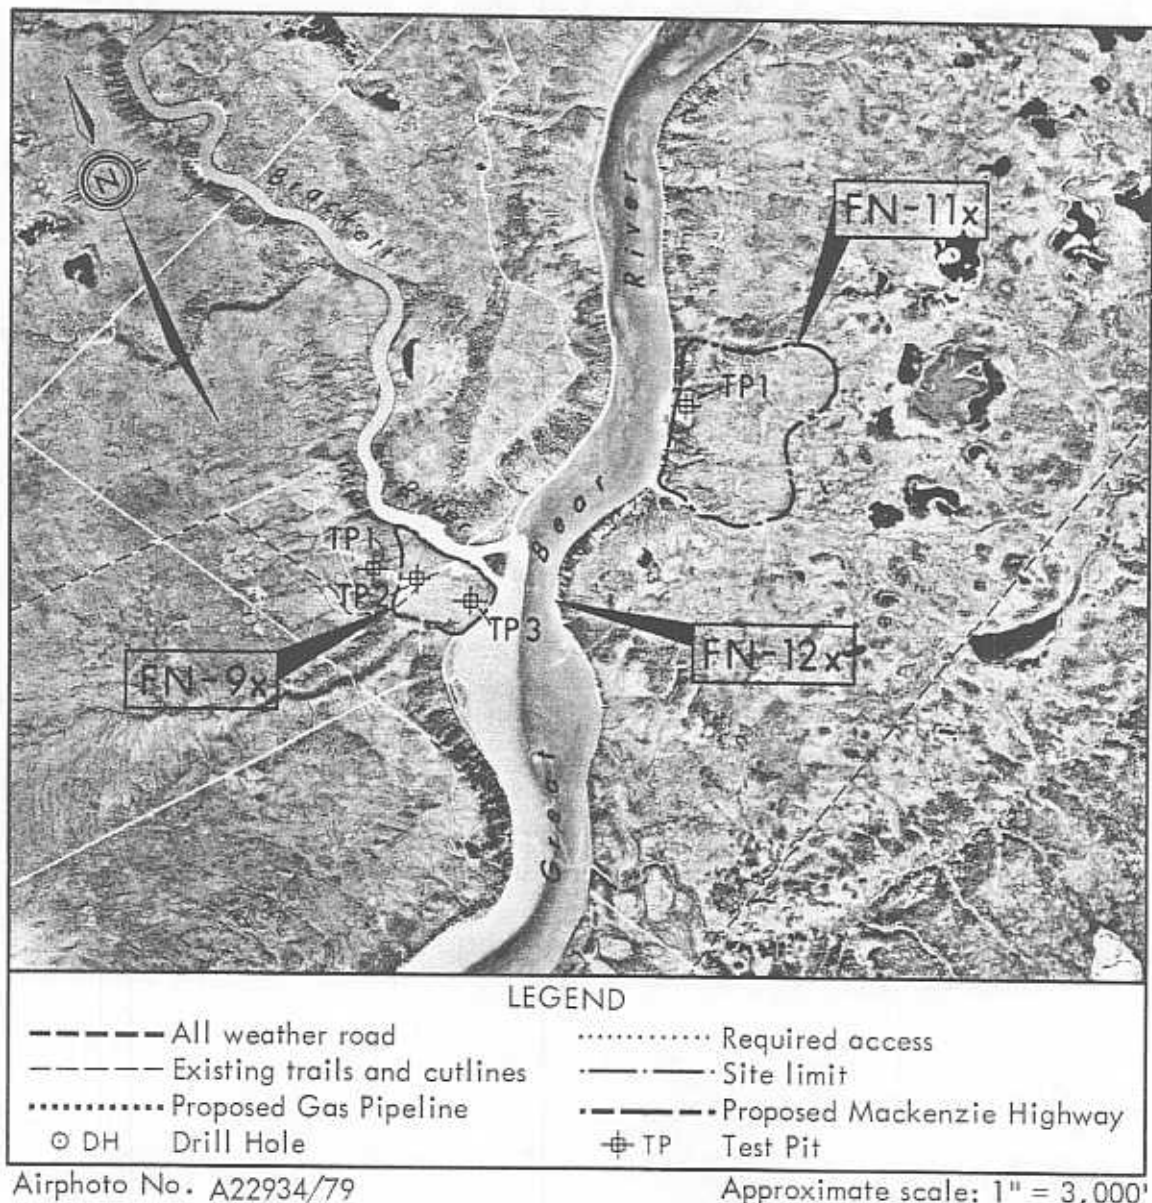 N
Brackett
R.
River
FN-11x
TP1
Bear
TP1
TP2
TP3
FN-9x
FN-12x
Great
LEGEND
All weather road
Existing trails and cutlines
Proposed Gas Pipeline
DH Drill Hole
Required access
Site limit
Proposed Mackenzie Highway
TP Test Pit
Airphoto No. A22934/79
Approximate scale: 1" = 3,000'